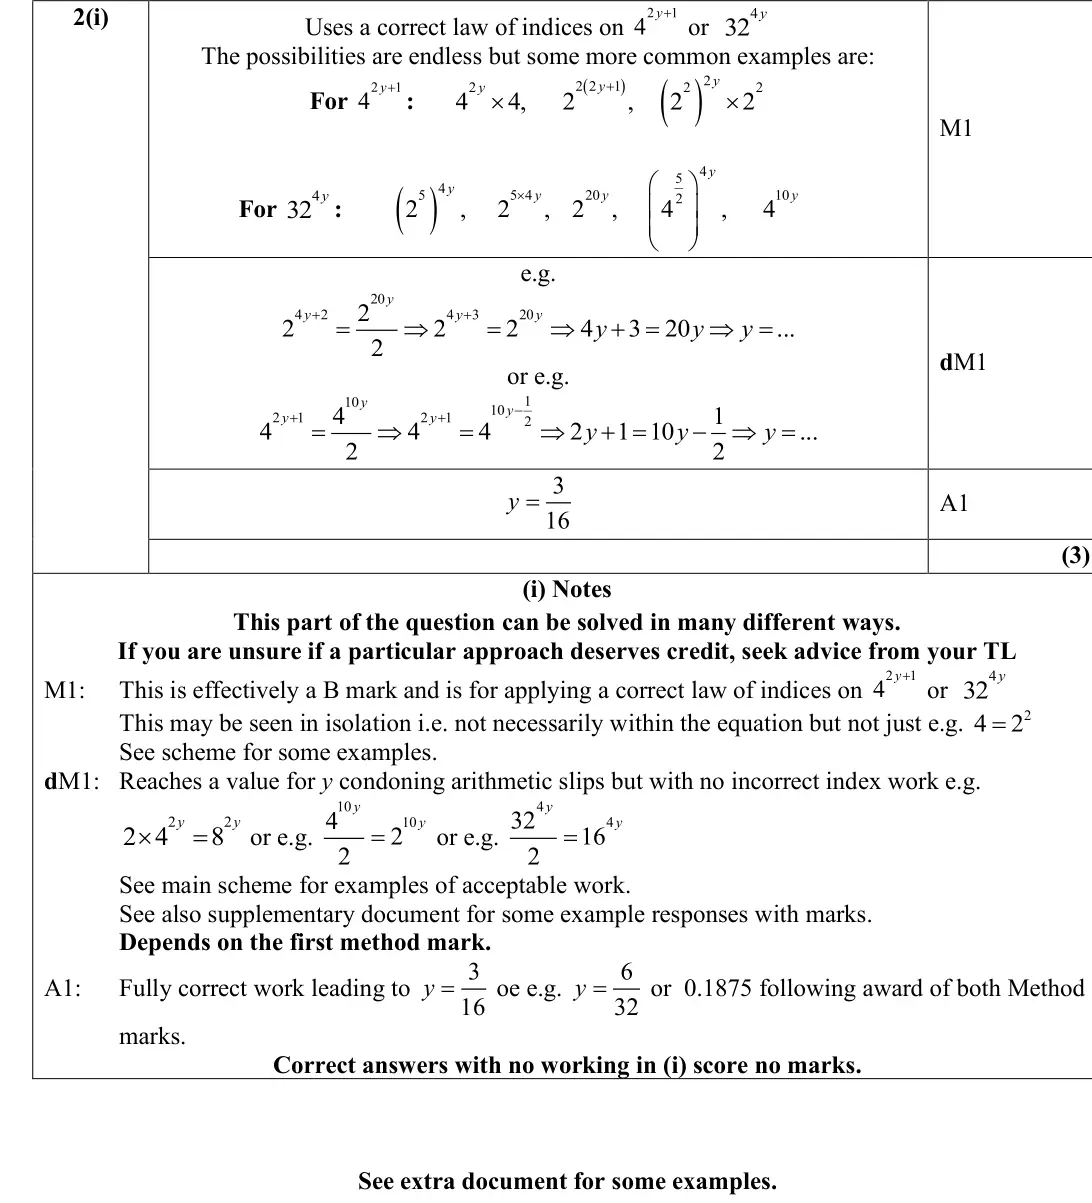 2(i)
Uses a correct law of indices on 4^{2y+1} or 32^{4y}
The possibilities are endless but some more common examples are:
For 4^{2y+1} : 4^{2y} × 4, 2^{2(2y+1)}, (2^2)^{2y} × 2^2
M1
For 32^{4y} : (2^5)^{4y}, 2^{5×4y}, 2^{20y}, (4^{5/2})^{4y}, 4^{10y}
e.g.
2^{4y+2} = 2^{20y}/2 ⇒ 2^{4y+3} = 2^{20y} ⇒ 4y + 3 = 20y ⇒ y = ...
or e.g.
dM1
4^{2y+1} = 4^{10y}/2 ⇒ 4^{2y+1} = 4^{10y−1/2} ⇒ 2y + 1 = 10y − 1/2 ⇒ y = ...
y = 3/16
A1
(3)
(i) Notes
This part of the question can be solved in many different ways.
If you are unsure if a particular approach deserves credit, seek advice from your TL
M1: This is effectively a B mark and is for applying a correct law of indices on 4^{2y+1} or 32^{4y}
This may be seen in isolation i.e. not necessarily within the equation but not just e.g. 4 = 2^2
See scheme for some examples.
dM1: Reaches a value for y condoning arithmetic slips but with no incorrect index work e.g.
2 × 4^{2y} = 8^{2y} or e.g. 4^{10y}/2 = 2^{10y} or e.g. 32^{4y}/2 = 16^{4y}
See main scheme for examples of acceptable work.
See also supplementary document for some example responses with marks.
Depends on the first method mark.
A1: Fully correct work leading to y = 3/16 oe e.g. y = 6/32 or 0.1875 following award of both Method
marks.
Correct answers with no working in (i) score no marks.
See extra document for some examples.